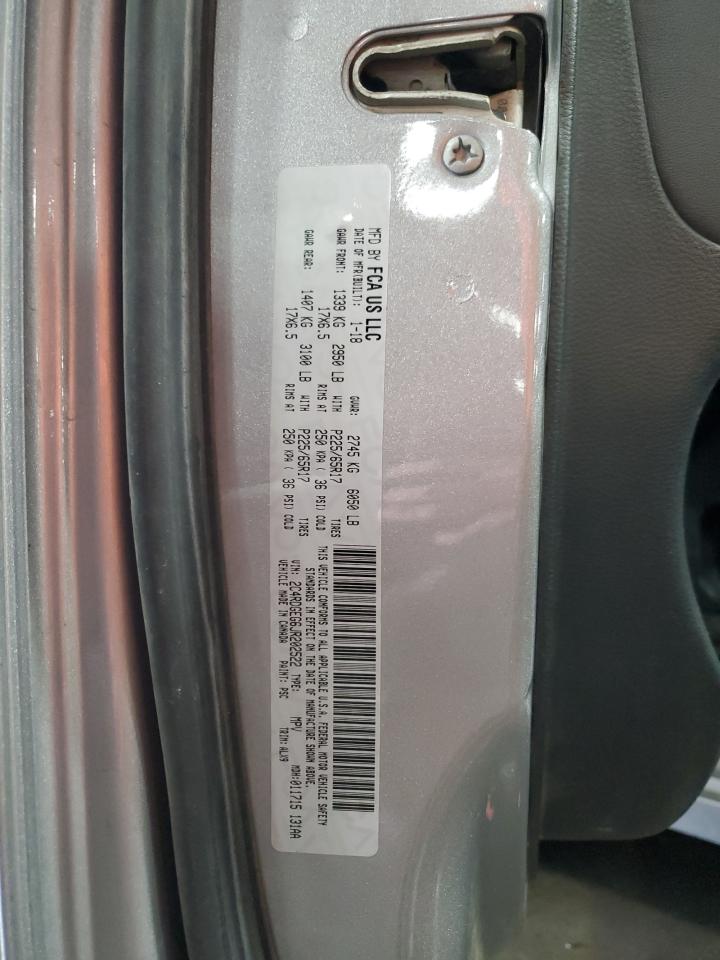 MFD BY FCA US LLC
DATE OF MFR(BUILT): 1-18 GVWR: 2745 KG 6050 LB
GAWR FRONT: 1339 KG 2950 LB WITH P225/65R17 TIRES
17X6.5 RIMS AT 250 KPA ( 36 PSI) COLD
GAWR REAR: 1407 KG 3100 LB WITH P225/65R17 TIRES
17X6.5 RIMS AT 250 KPA ( 36 PSI) COLD
THIS VEHICLE CONFORMS TO ALL APPLICABLE U.S.A. FEDERAL MOTOR VEHICLE SAFETY
STANDARDS IN EFFECT ON THE DATE OF MANUFACTURE SHOWN ABOVE.
VIN: 2C4RDGEG6JR202522 TYPE: MPV MDH:011715 131AA
VEHICLE MADE IN CANADA PAINT: PSC TRIM: ALX9